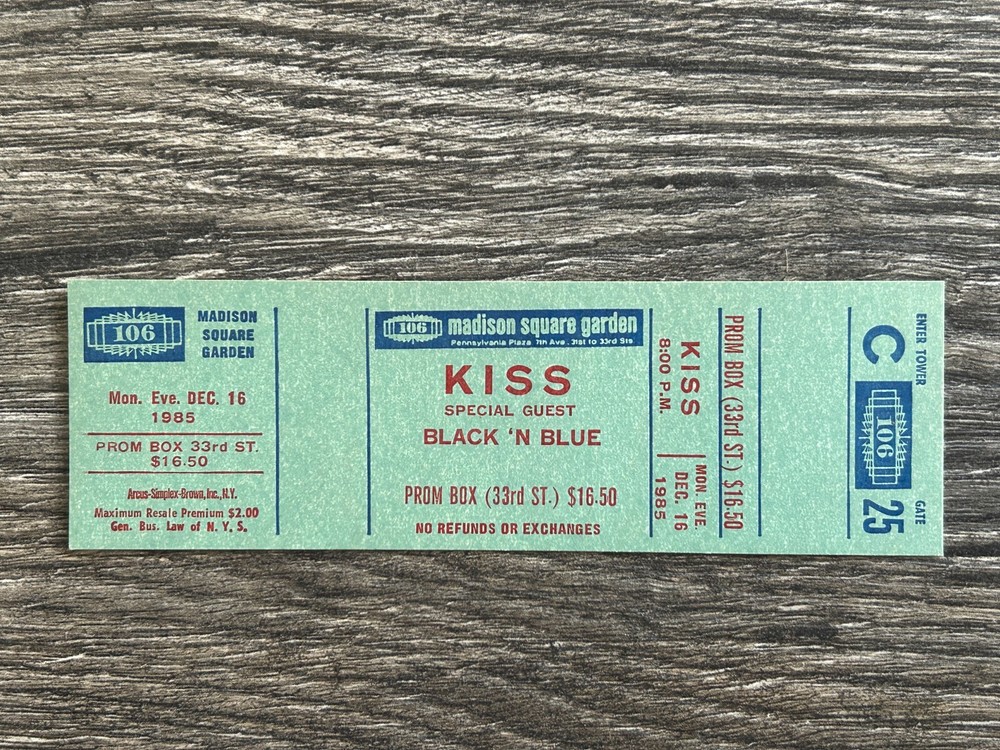 106
MADISON
SQUARE
GARDEN
Mon. Eve. DEC. 16
1985
PROM BOX 33rd ST.
$16.50
Arcus-Simplex-Brown, Inc., N.Y.
Maximum Resale Premium $2.00
Gen. Bus. Law of N. Y. S.
106 madison square garden
Pennsylvania Plaza 7th Ave. 31st to 33rd Sts
KISS
SPECIAL GUEST
BLACK 'N BLUE
PROM BOX (33rd ST.) $16.50
NO REFUNDS OR EXCHANGES
PROM BOX (33rd ST.) $16.50
KISS
8:00 P.M.
MON. EVE.
DEC. 16
1985
ENTER TOWER
C
106
GATE
25